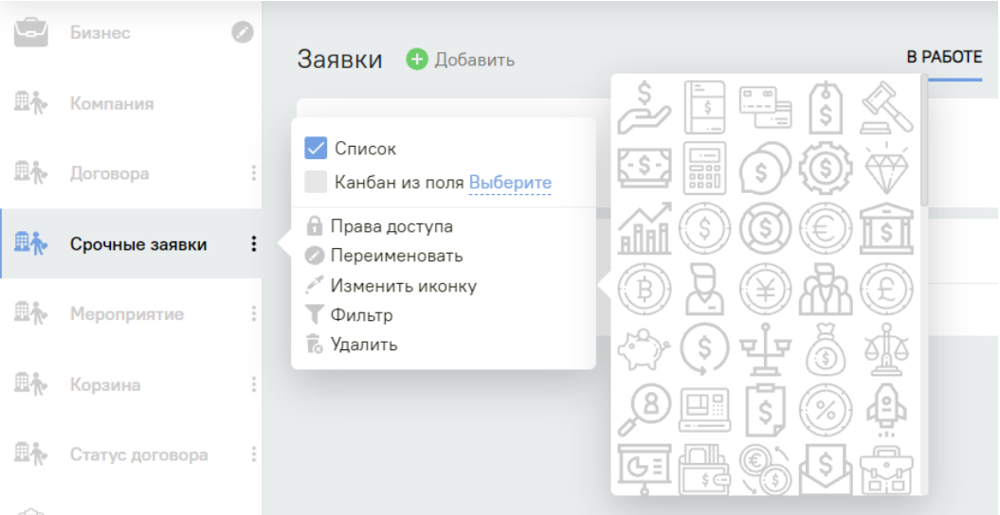 Бизнес
Компания
Договора
Срочные заявки
Мероприятие
Корзина
Статус договора
Заявки
Добавить
В РАБОТЕ
Список
Канбан из поля Выберите
Права доступа
Переименовать
Изменить иконку
Фильтр
Удалить